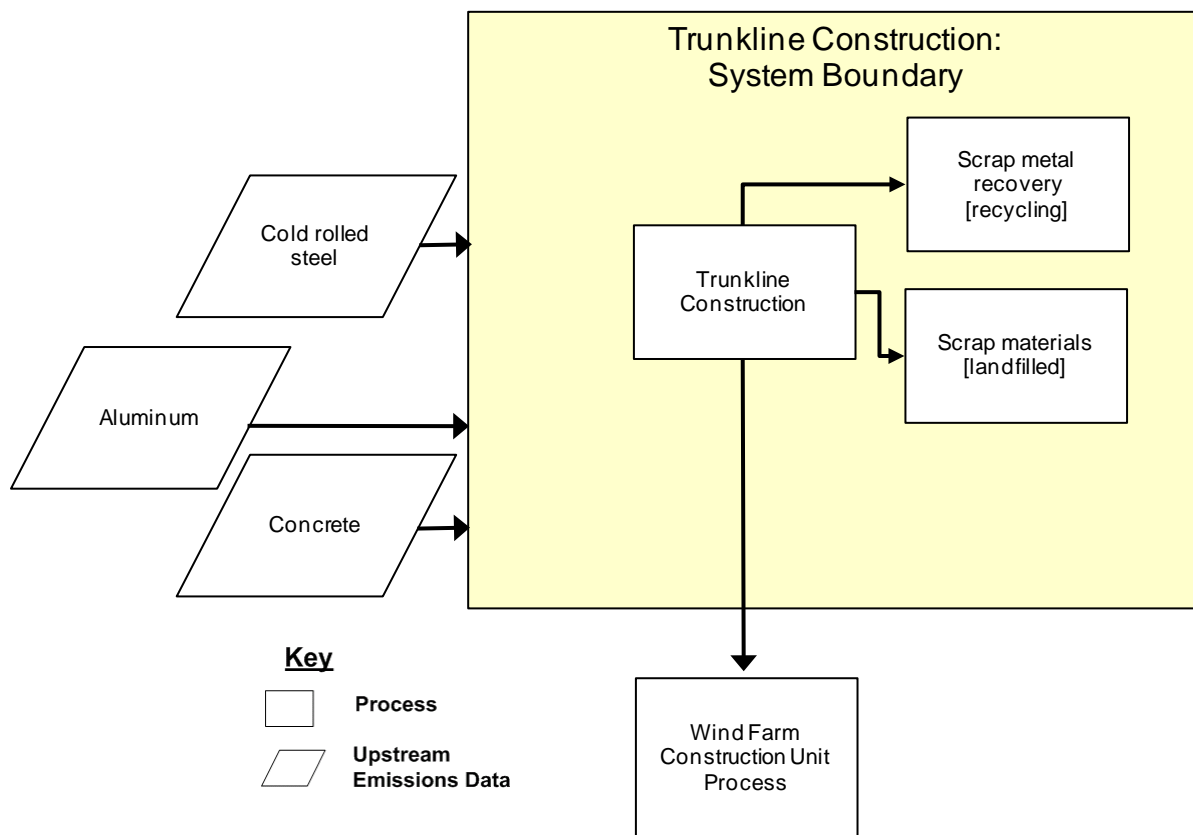 Trunkline Construction:
System Boundary
Scrap metal
recovery
[recycling]
Cold rolled
steel
Trunkline
Construction
Scrap materials
[landfilled]
Aluminum
Concrete
Key
Process
Upstream
Emissions Data
Wind Farm
Construction Unit
Process